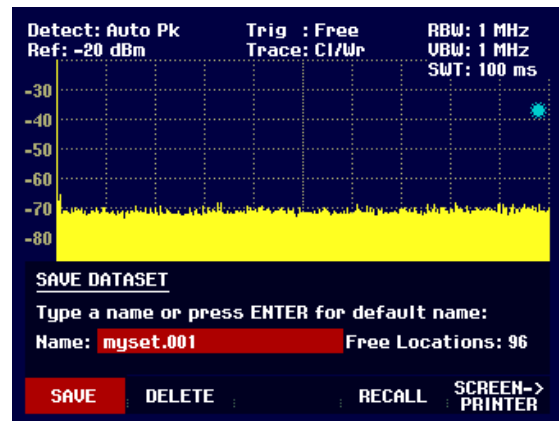 Detect: Auto Pk Trig : Free RBW: 1 MHz
Ref: -20 dBm Trace: Cl/Wr VBW: 1 MHz
SWT: 100 ms
-30
-40
-50
-60
-70
-80
SAVE DATASET
Type a name or press ENTER for default name:
Name: myset.001 Free Locations: 96
SAVE DELETE RECALL SCREEN->
PRINTER